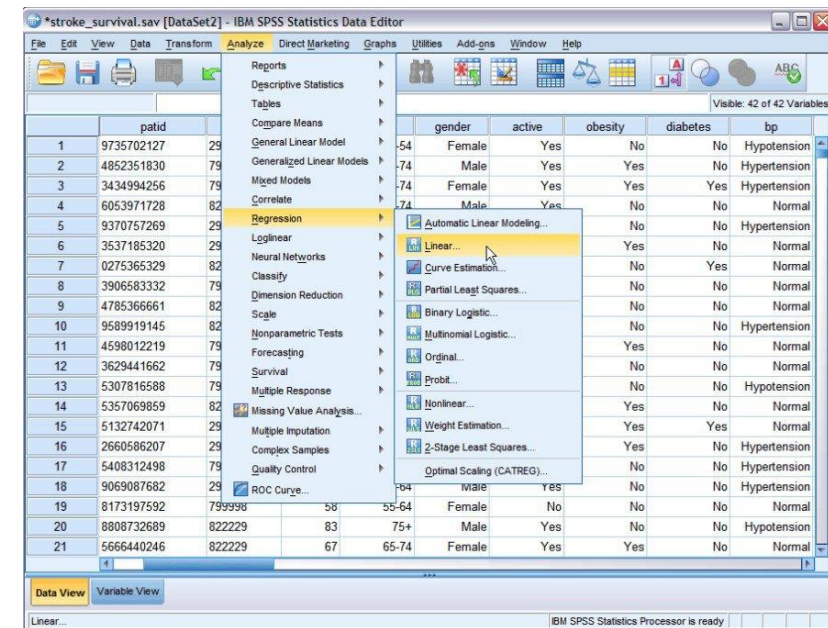 *stroke_survival.sav [DataSet2] - IBM SPSS Statistics Data Editor
File Edit View Data Transform Analyze Direct Marketing Graphs Utilities Add-ons Window Help
Visible: 42 of 42 Variables
patid gender active obesity diabetes bp
1 9735702127 29 -54 Female Yes No No Hypotension
2 4852351830 79 -74 Male Yes Yes No Hypertension
3 3434994256 79 -74 Female Yes Yes Yes Hypertension
4 6053971728 82 -74 Male Yes No No Normal
5 9370757269 29 No No Hypertension
6 3537185320 29 Yes No Normal
7 0275365329 82 No Yes Normal
8 3906583332 79 No No Normal
9 4785366661 82 No No Normal
10 9589919145 82 No No Hypertension
11 4598012219 79 Yes No Normal
12 3629441662 79 No No Normal
13 5307816588 79 No No Hypotension
14 5357069859 82 Yes No Normal
15 5132742071 29 Yes Yes Normal
16 2660586207 29 Yes No Hypertension
17 5408312498 79 No No Hypertension
18 9069087682 29 -64 Male Yes No No Hypertension
19 8173197592 799998 58 55-64 Female No No No Normal
20 8808732689 822229 83 75+ Male Yes No No Hypotension
21 5666440246 822229 67 65-74 Female Yes Yes No Normal
Reports
Descriptive Statistics
Tables
Compare Means
General Linear Model
Generalized Linear Models
Mixed Models
Correlate
Regression
Loglinear
Neural Networks
Classify
Dimension Reduction
Scale
Nonparametric Tests
Forecasting
Survival
Multiple Response
Missing Value Analysis...
Multiple Imputation
Complex Samples
Quality Control
ROC Curve...
Automatic Linear Modeling...
Linear...
Curve Estimation...
Partial Least Squares...
Binary Logistic...
Multinomial Logistic...
Ordinal...
Probit...
Nonlinear...
Weight Estimation...
2-Stage Least Squares...
Optimal Scaling (CATREG)...
Data View Variable View
Linear... IBM SPSS Statistics Processor is ready